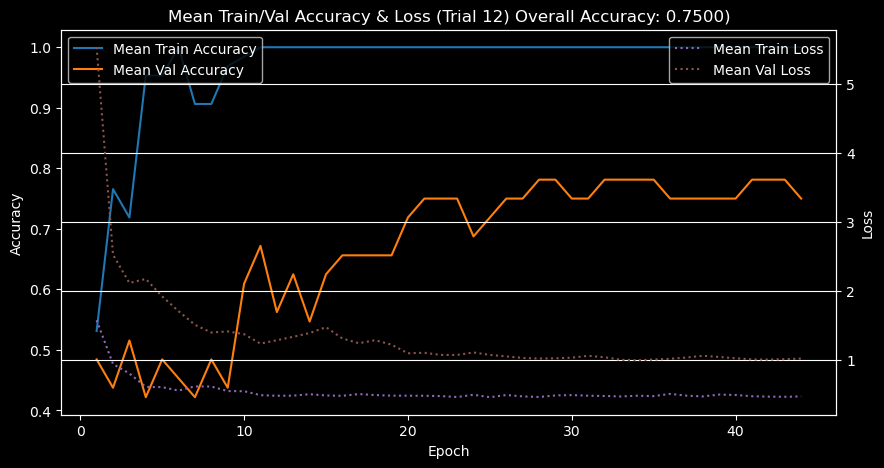 Mean Train/Val Accuracy & Loss (Trial 12) Overall Accuracy: 0.7500)
Mean Train Accuracy
Mean Val Accuracy
Mean Train Loss
Mean Val Loss
1.0
0.9
0.8
0.7
0.6
0.5
0.4
Accuracy
5
4
3
2
1
Loss
0 10 20 30 40
Epoch